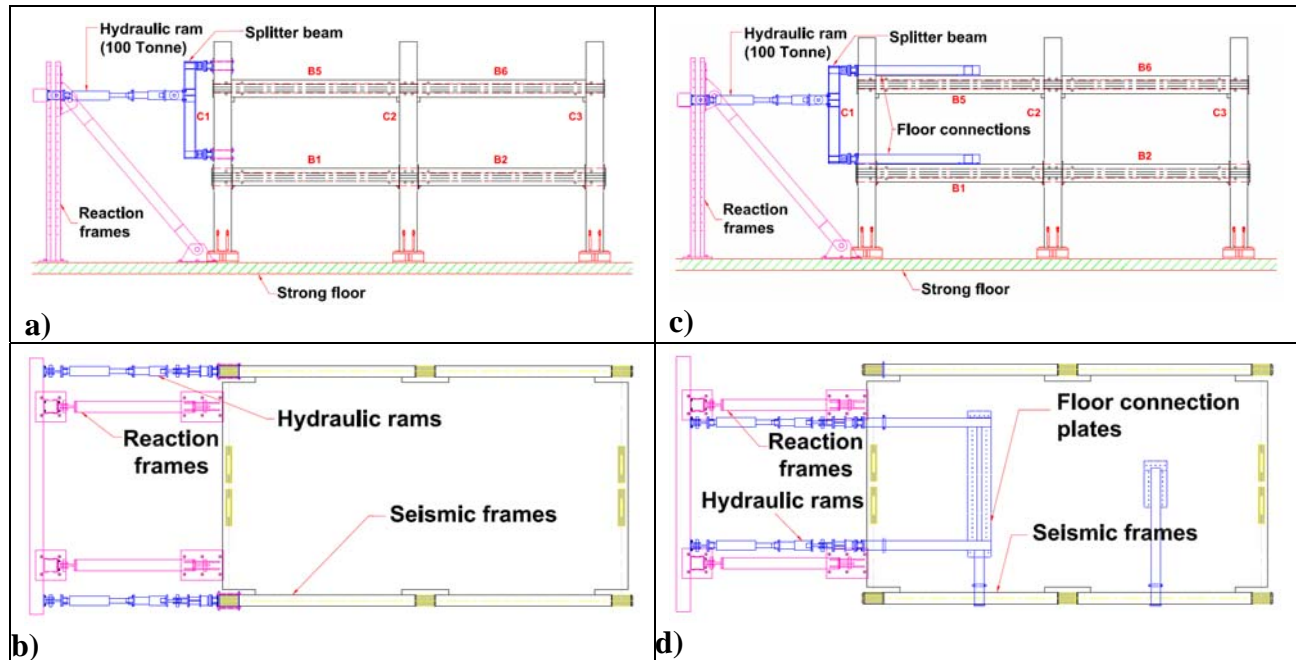 Hydraulic ram
(100 Tonne)
Splitter beam
B5
B6
C1
C2
C3
B1
B2
Reaction
frames
Strong floor
a)
Hydraulic ram
(100 Tonne)
Splitter beam
B6
B5
C1
C2
C3
Floor connections
B2
B1
Reaction
frames
Strong floor
c)
Hydraulic rams
Reaction
frames
Seismic frames
b)
Floor connection
plates
Reaction
frames
Hydraulic rams
Seismic frames
d)